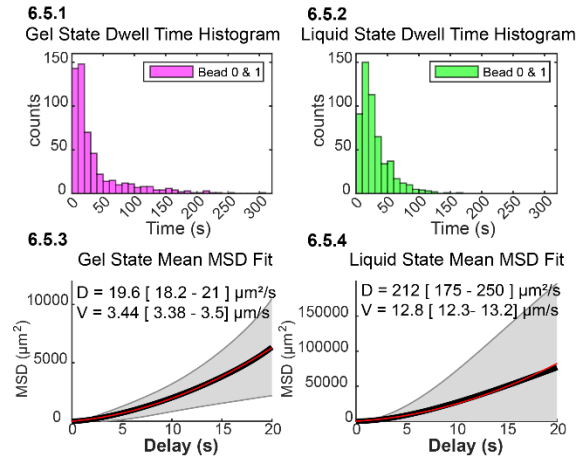 6.5.1
Gel State Dwell Time Histogram
150
100
50
0
counts
Bead 0 & 1
0
50
100
150
200
250
300
Time (s)
6.5.2
Liquid State Dwell Time Histogram
150
100
50
0
counts
Bead 0 & 1
0
50
100
150
200
250
300
Time (s)
6.5.3
Gel State Mean MSD Fit
D = 19.6 [ 18.2 - 21] µm²/s
V = 3.44 [ 3.38 - 3.5] µm/s
10000
5000
0
MSD (µm²)
0
5
10
15
20
Delay (s)
6.5.4
Liquid State Mean MSD Fit
D = 212 [ 175 - 250 ] µm²/s
V = 12.8 [ 12.3- 13.2] µm/s
150000
100000
50000
0
MSD (µm²)
0
5
10
15
20
Delay (s)